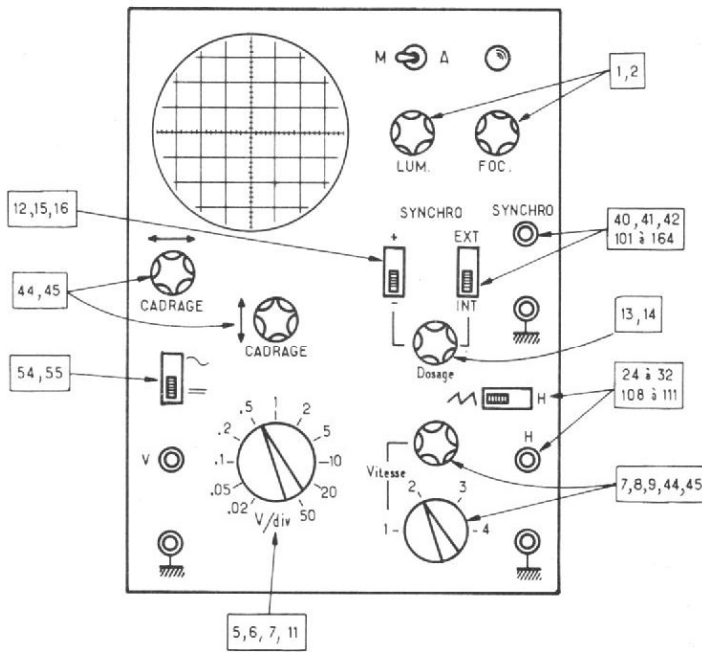 M A
1,2
LUM. FOC.
12,15,16
SYNCHRO SYNCHRO
+ EXT
40,41,42
101 à 164
- INT
44,45
CADRAGE
CADRAGE
13,14
Dosage
54,55
24 à 32
108 à 111
H
V
H
.02 .05 .1 .2 .5 1 2 5 10 20 50
V/div
Vitesse
1 2 3 4
7,8,9,44,45
5,6,7,11